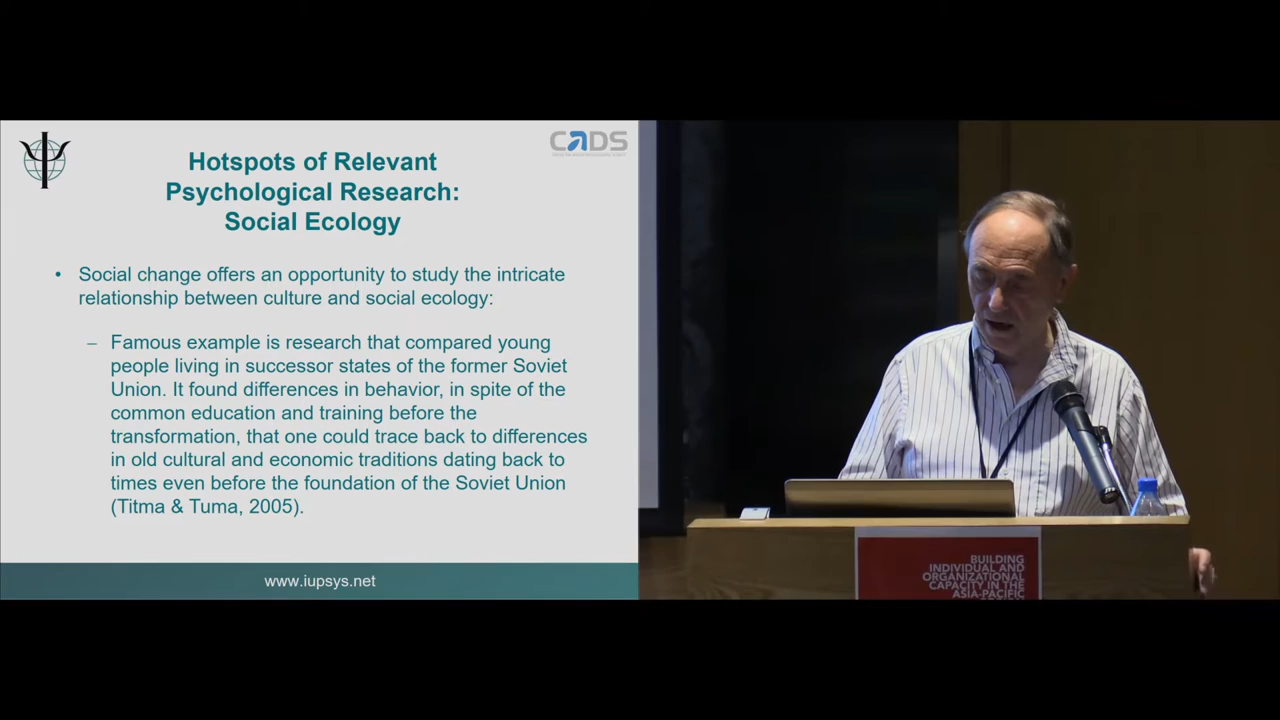 CADS
Hotspots of Relevant
Psychological Research:
Social Ecology
• Social change offers an opportunity to study the intricate
relationship between culture and social ecology:
– Famous example is research that compared young
people living in successor states of the former Soviet
Union. It found differences in behavior, in spite of the
common education and training before the
transformation, that one could trace back to differences
in old cultural and economic traditions dating back to
times even before the foundation of the Soviet Union
(Titma & Tuma, 2005).
www.iupsys.net
BUILDING
INDIVIDUAL AND
ORGANIZATIONAL
CAPACITY IN THE
ASIA-PACIFIC